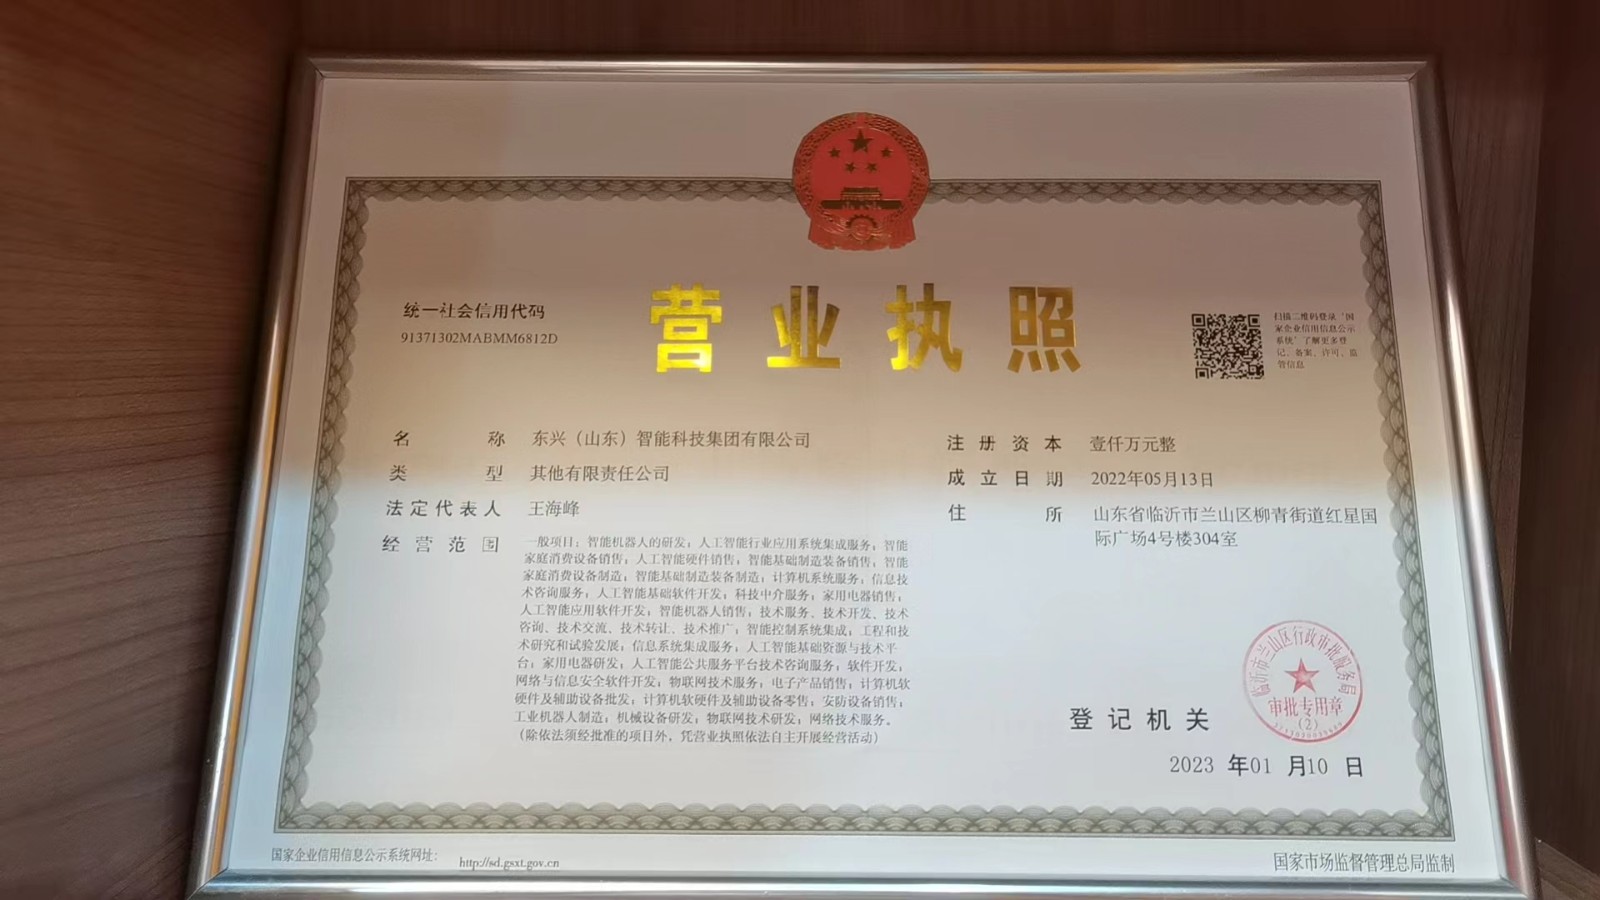 营业执照
统一社会信用代码
91371302MABMM6812D
扫描二维码登录‘国
家企业信用信息公示
系统’了解更多登
记、备案、许可、监
管信息
名 称 东兴（山东）智能科技集团有限公司
类 型 其他有限责任公司
法定代表人 王海峰
经营范围 一般项目：智能机器人的研发；人工智能行业应用系统集成服务；智能
家庭消费设备销售；人工智能硬件销售；智能基础制造装备销售；智能
家庭消费设备制造；智能基础制造装备制造；计算机系统服务；信息技
术咨询服务；人工智能基础软件开发；科技中介服务；家用电器销售；
人工智能应用软件开发；智能机器人销售；技术服务、技术开发、技术
咨询、技术交流、技术转让、技术推广；智能控制系统集成；工程和技
术研究和试验发展；信息系统集成服务；人工智能基础资源与技术平
台；家用电器研发；人工智能公共服务平台技术咨询服务；软件开发；
网络与信息安全软件开发；物联网技术服务；电子产品销售；计算机软
硬件及辅助设备批发；计算机软硬件及辅助设备零售；安防设备销售；
工业机器人制造；机械设备研发；物联网技术研发；网络技术服务。
（除依法须经批准的项目外，凭营业执照依法自主开展经营活动）
注册资本 壹仟万元整
成立日期 2022年05月13日
住 所 山东省临沂市兰山区柳青街道红星国
际广场4号楼304室
登记机关
临沂市兰山区行政审批服务局
审批专用章
（2）
2023 年01 月10 日
国家企业信用信息公示系统网址： http://sd.gsxt.gov.cn
国家市场监督管理总局监制